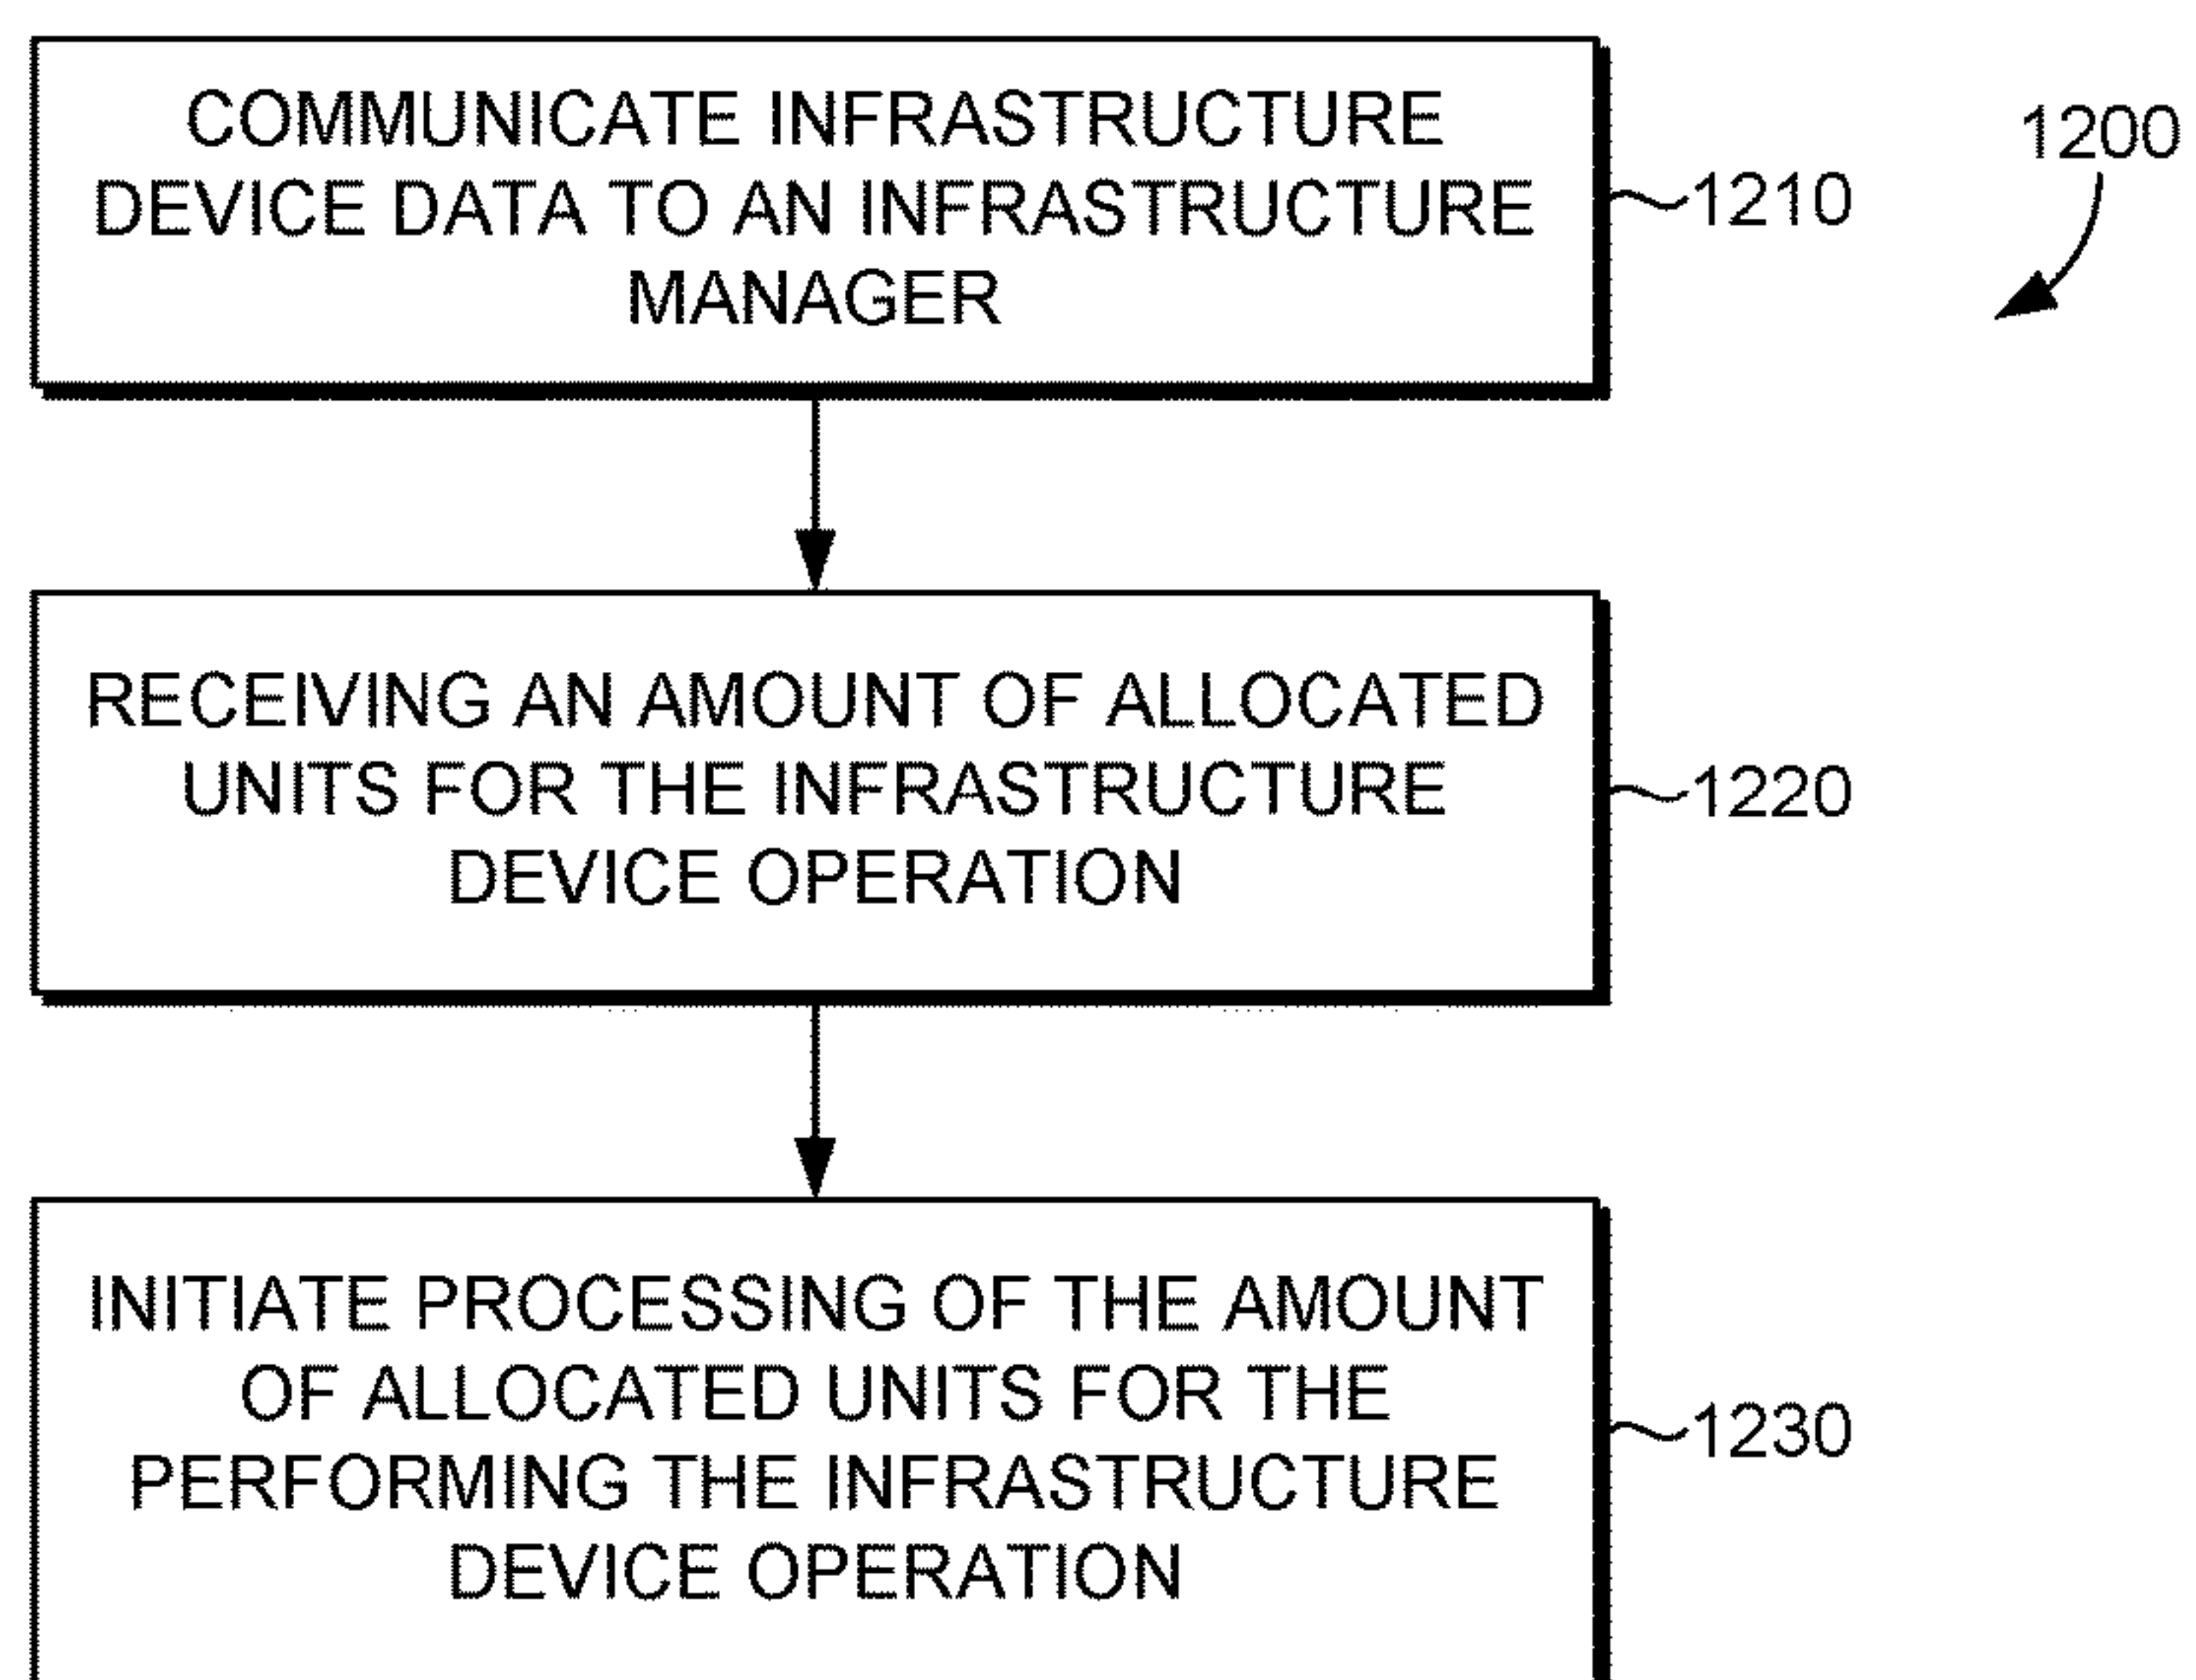 COMMUNICATE INFRASTRUCTURE
DEVICE DATA TO AN INFRASTRUCTURE
MANAGER
1210
1200
RECEIVING AN AMOUNT OF ALLOCATED
UNITS FOR THE INFRASTRUCTURE
DEVICE OPERATION
1220
INITIATE PROCESSING OF THE AMOUNT
OF ALLOCATED UNITS FOR THE
PERFORMING THE INFRASTRUCTURE
DEVICE OPERATION
1230